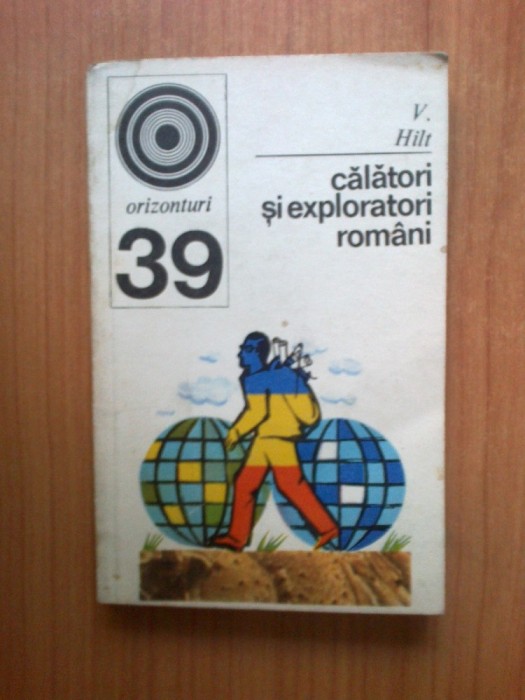 orizonturi
39
V.
Hilt
călători
și exploratori
români